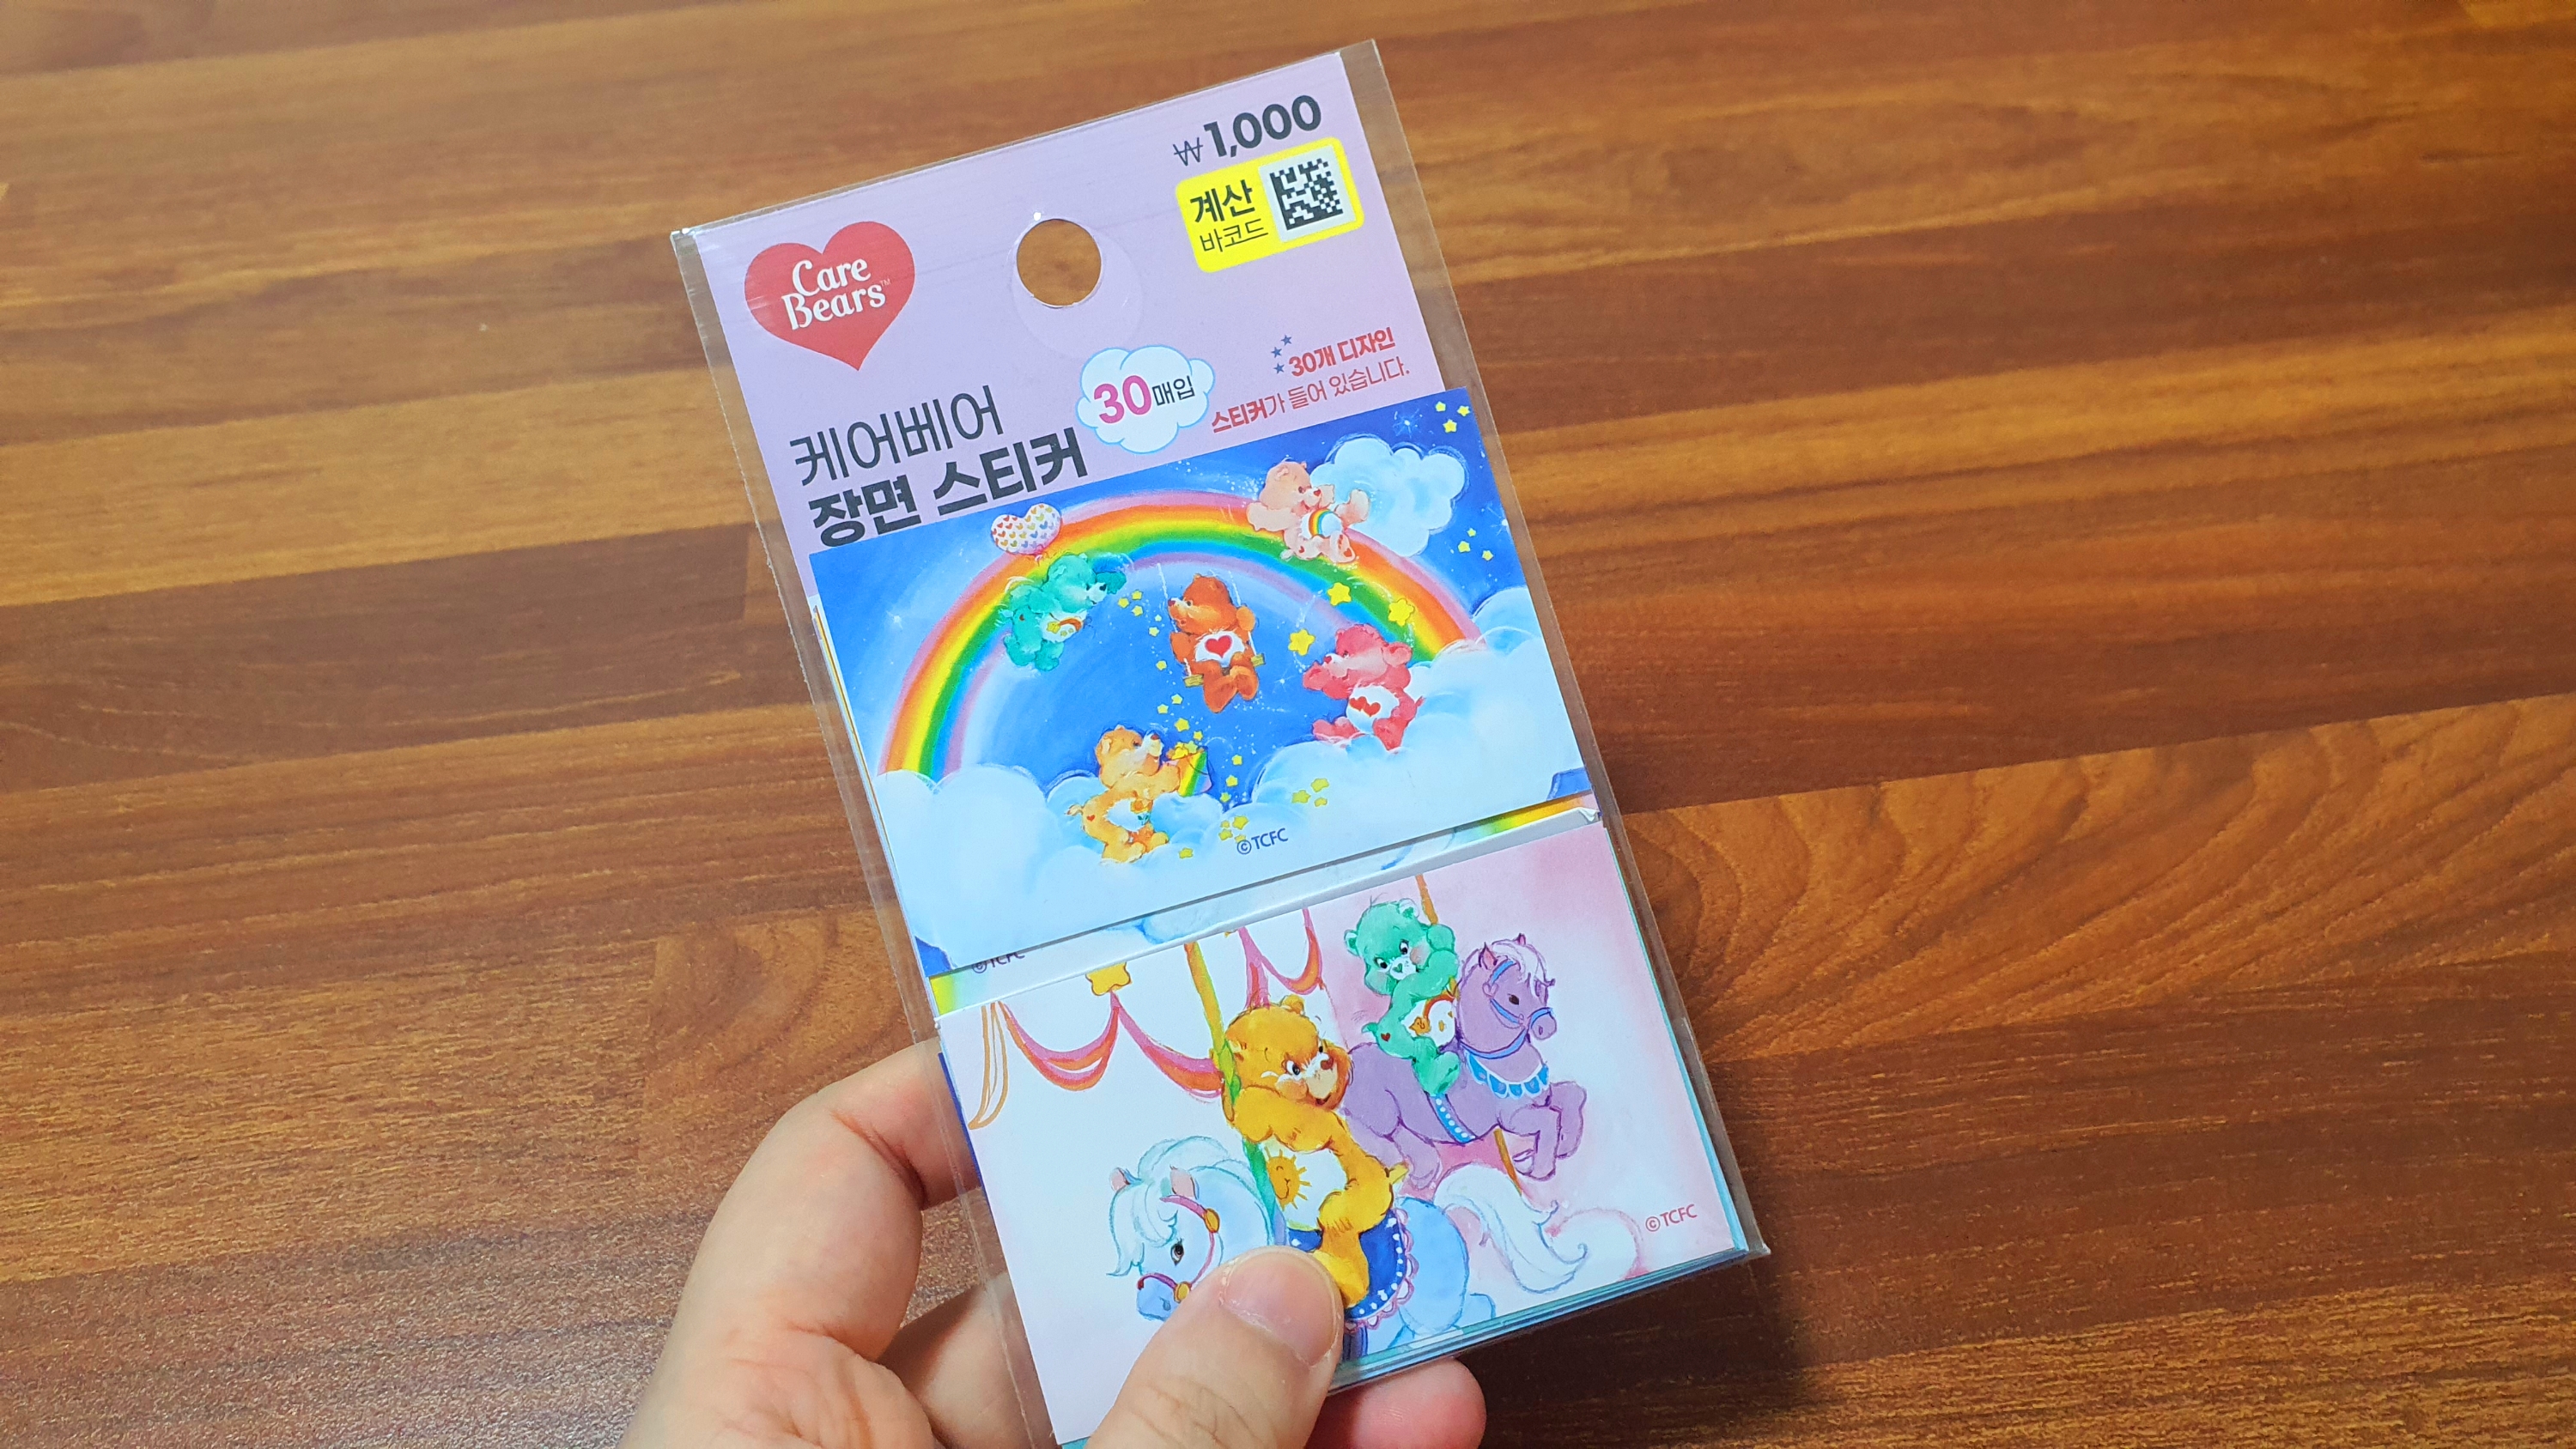 ₩1,000
계산
바코드
Care
Bears™
30개 디자인
스티커가 들어 있습니다.
30매입
케어베어
장면 스티커
©TCFC
©TCFC
©TCFC